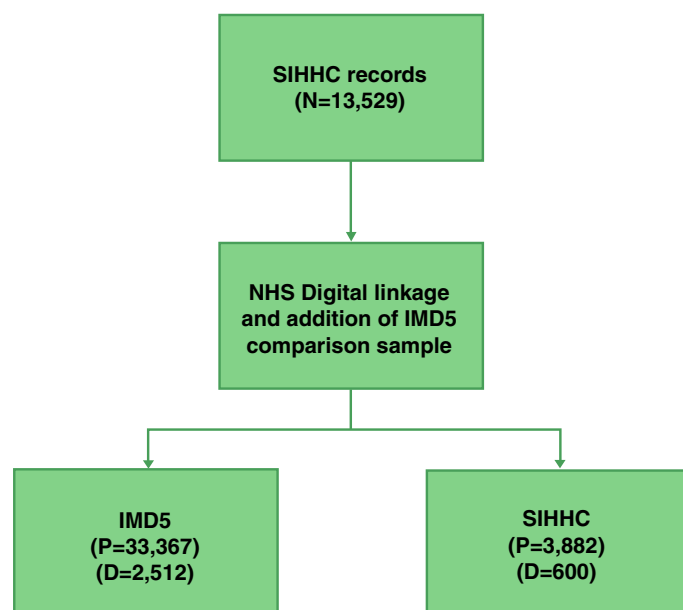 SIHHC records
(N=13,529)
NHS Digital linkage
and addition of IMD5
comparison sample
IMD5
(P=33,367)
(D=2,512)
SIHHC
(P=3,882)
(D=600)